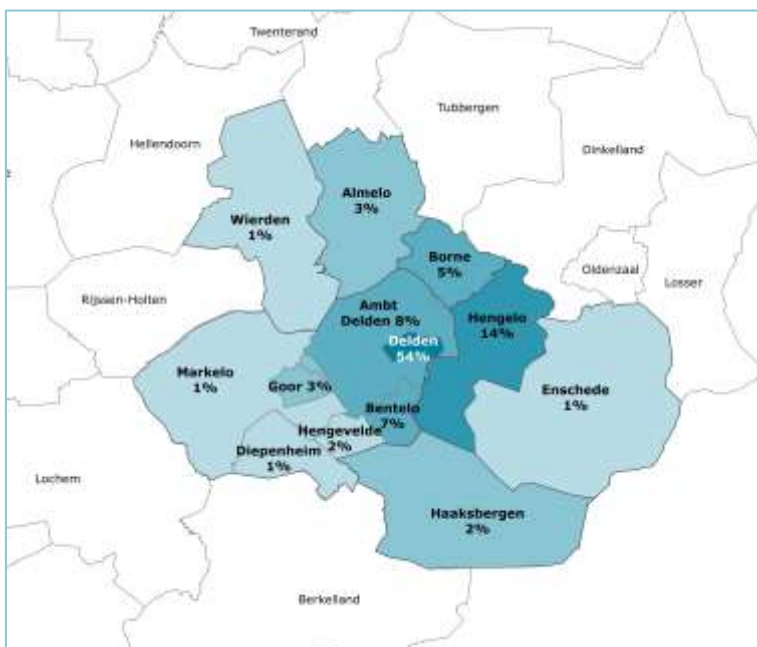 Twenterand
Tubbergen
Hellendoorn
Dinkelland
e
Almelo
3%
Wierden
1%
Borne
5%
Oldenzaal
Losser
Rijssen-Holten
Ambt
Delden 8%
Hengelo
14%
Delden
54%
Markelo
1%
Goor 3%
Enschede
1%
Bentelo
7%
Hengevelde
2%
Diepenheim
1%
Lochem
Haaksbergen
2%
Berkelland